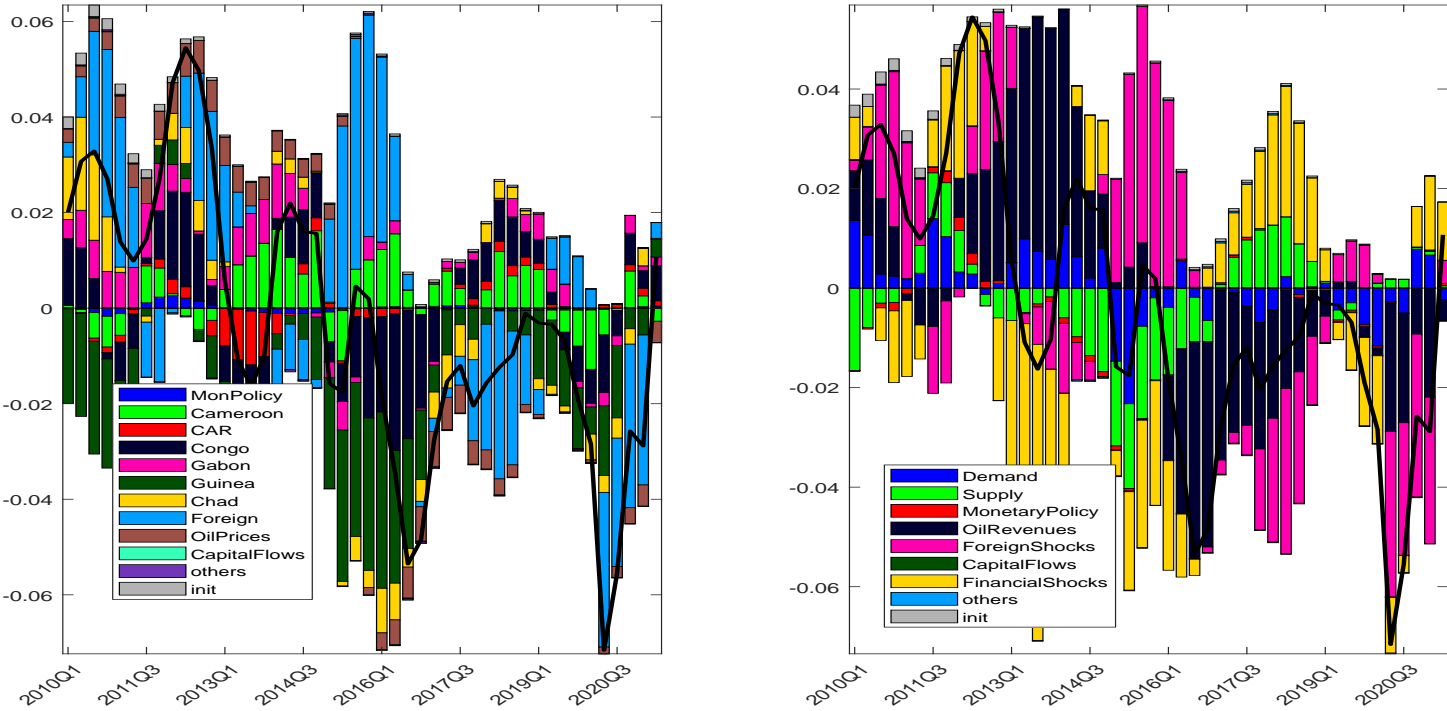 0.06
0.04
0.02
0
-0.02
-0.04
-0.06
MonPolicy
Cameroon
CAR
Congo
Gabon
Guinea
Chad
Foreign
OilPrices
CapitalFlows
others
init
2010Q1
2011Q3
2013Q1
2014Q3
2016Q1
2017Q3
2019Q1
2020Q3
0.04
0.02
0
-0.02
-0.04
-0.06
Demand
Supply
MonetaryPolicy
OilRevenues
ForeignShocks
CapitalFlows
FinancialShocks
others
init
2010Q1
2011Q3
2013Q1
2014Q3
2016Q1
2017Q3
2019Q1
2020Q3